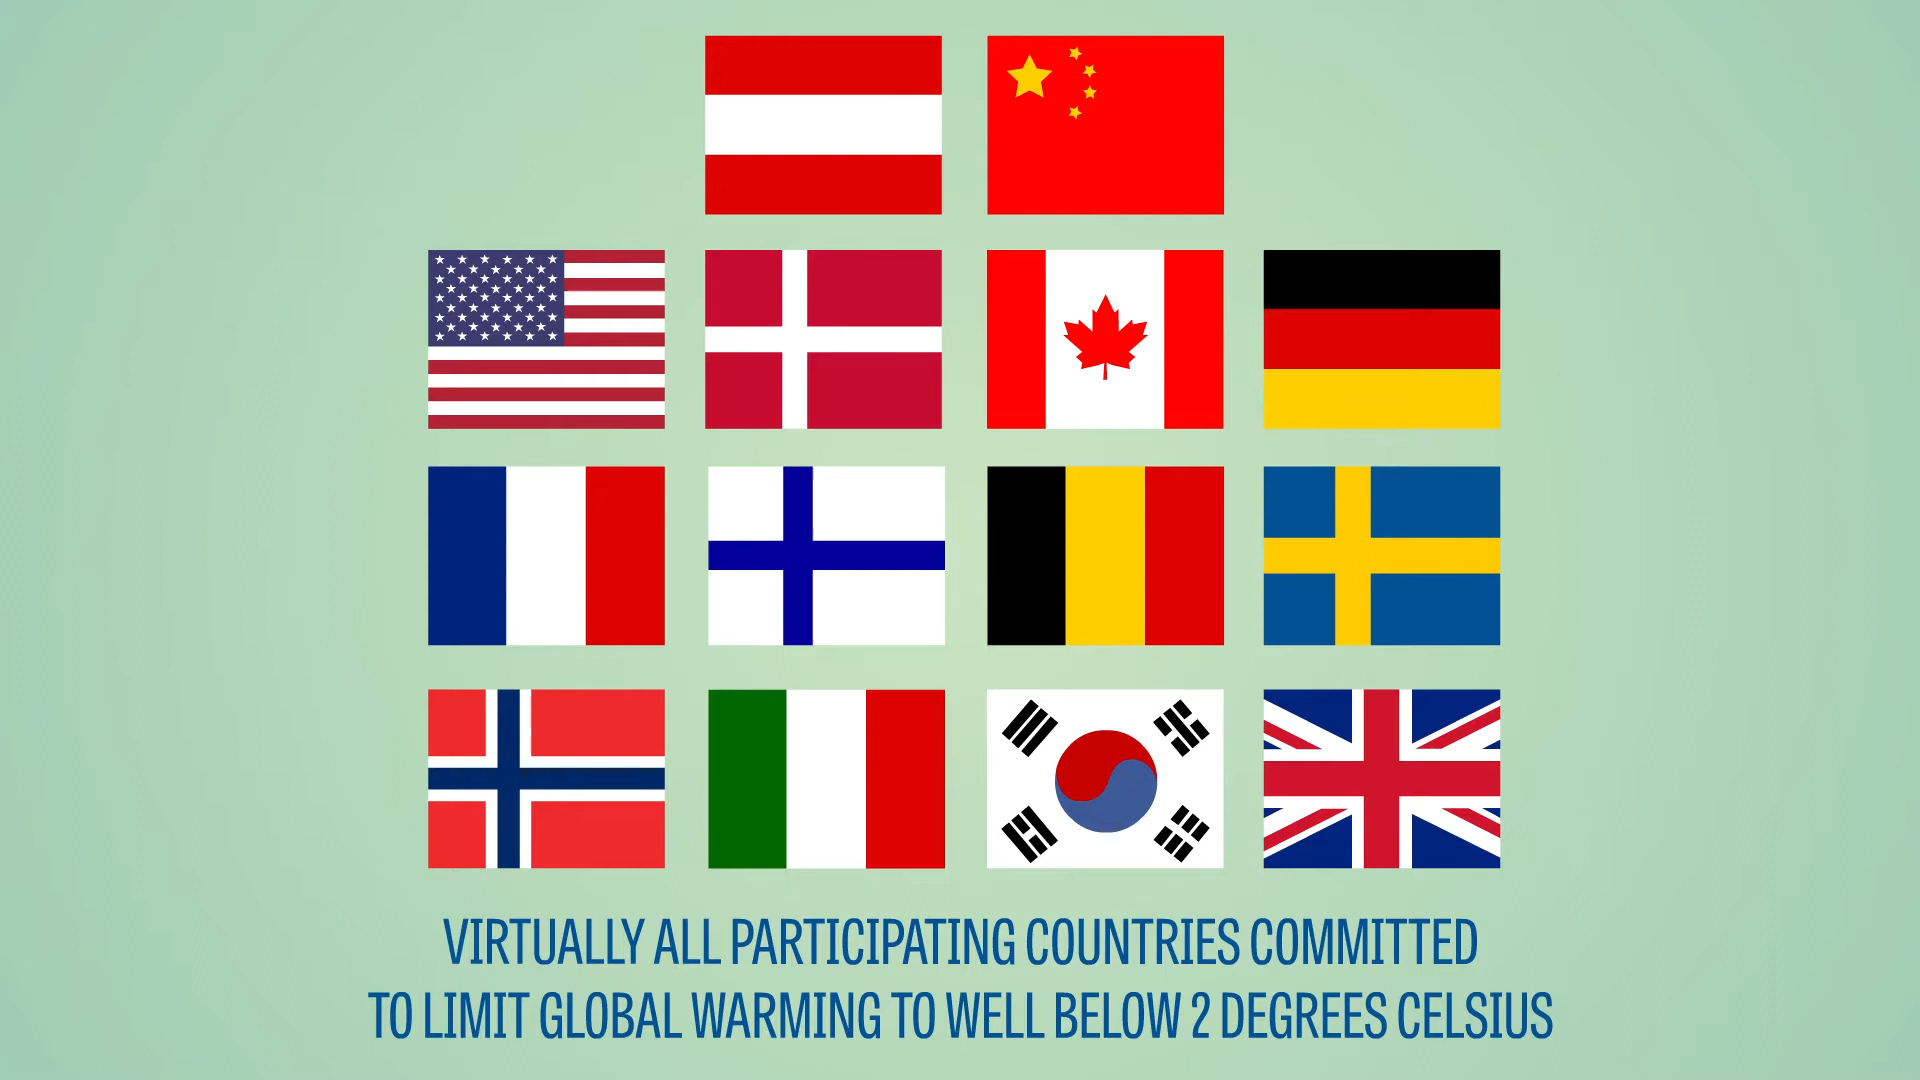 VIRTUALLY ALL PARTICIPATING COUNTRIES COMMITTED
TO LIMIT GLOBAL WARMING TO WELL BELOW 2 DEGREES CELSIUS